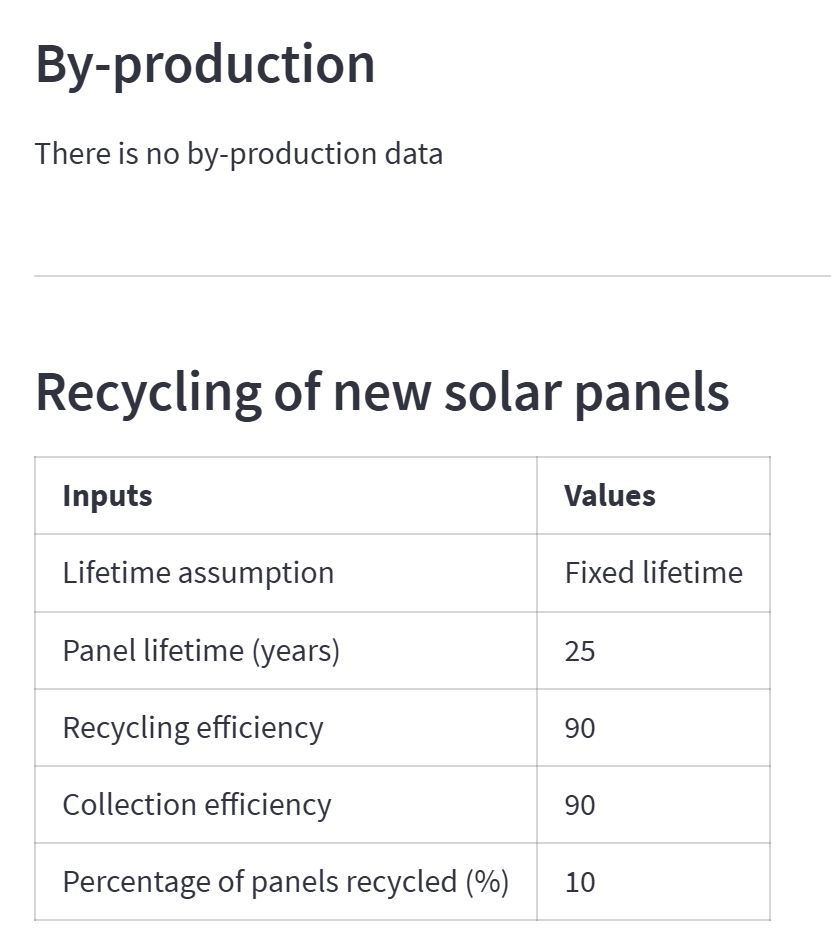 By-production
There is no by-production data
Recycling of new solar panels
Inputs Values
Lifetime assumption Fixed lifetime
Panel lifetime (years) 25
Recycling efficiency 90
Collection efficiency 90
Percentage of panels recycled (%) 10